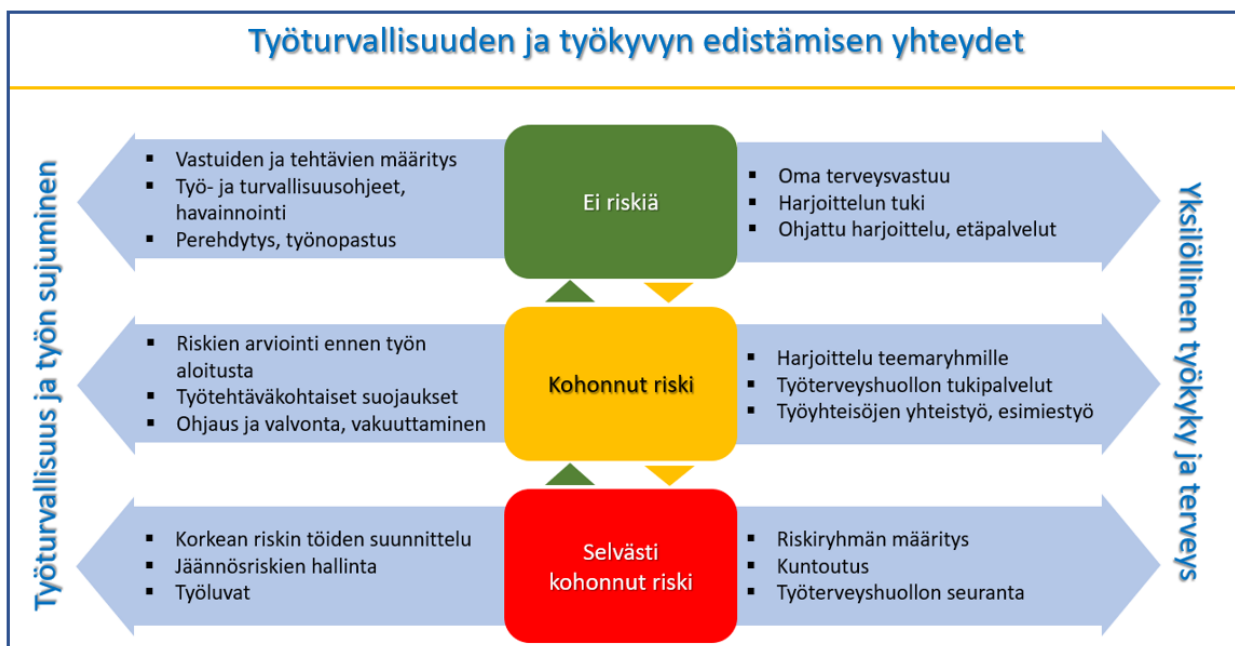 Työturvallisuuden ja työkyvyn edistämisen yhteydet
Työturvallisuus ja työn sujuminen
▪ Vastuiden ja tehtävien määritys
▪ Työ- ja turvallisuusohjeet,
havainnointi
▪ Perehdytys, työnopastus
Ei riskiä
▪ Oma terveysvastuu
▪ Harjoittelun tuki
▪ Ohjattu harjoittelu, etäpalvelut
▪ Riskien arviointi ennen työn
aloitusta
▪ Työtehtäväkohtaiset suojaukset
▪ Ohjaus ja valvonta, vakuuttaminen
Kohonnut riski
▪ Harjoittelu teemaryhmille
▪ Työterveyshuollon tukipalvelut
▪ Työyhteisöjen yhteistyö, esimiestyö
▪ Korkean riskin töiden suunnittelu
▪ Jäännösriskien hallinta
▪ Työluvat
Selvästi
kohonnut riski
▪ Riskiryhmän määritys
▪ Kuntoutus
▪ Työterveyshuollon seuranta
Yksilöllinen työkyky ja terveys